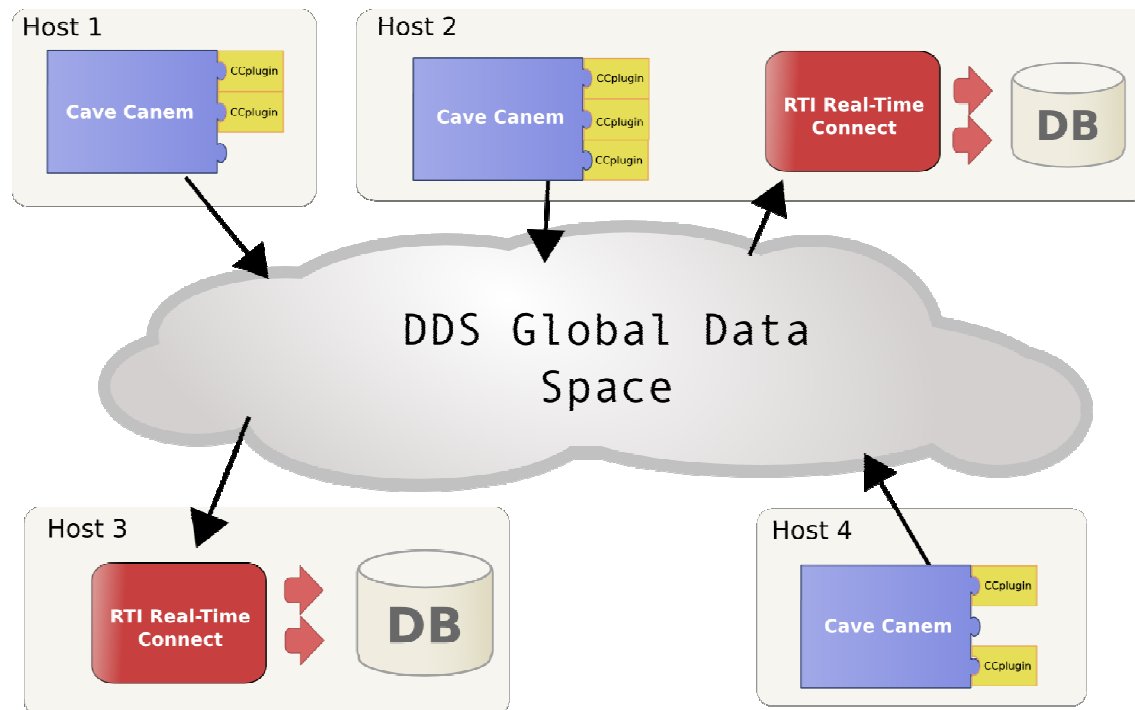 Host 1
CCplugin
Cave Canem
CCplugin
Host 2
CCplugin
Cave Canem
CCplugin
CCplugin
RTI Real-Time
Connect
DB
DDS Global Data
Space
Host 3
RTI Real-Time
Connect
DB
Host 4
CCplugin
Cave Canem
CCplugin